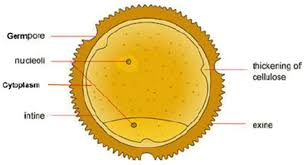 Germpore
nucleoli
Cytoplasm
intine
thickening of
cellulose
exine